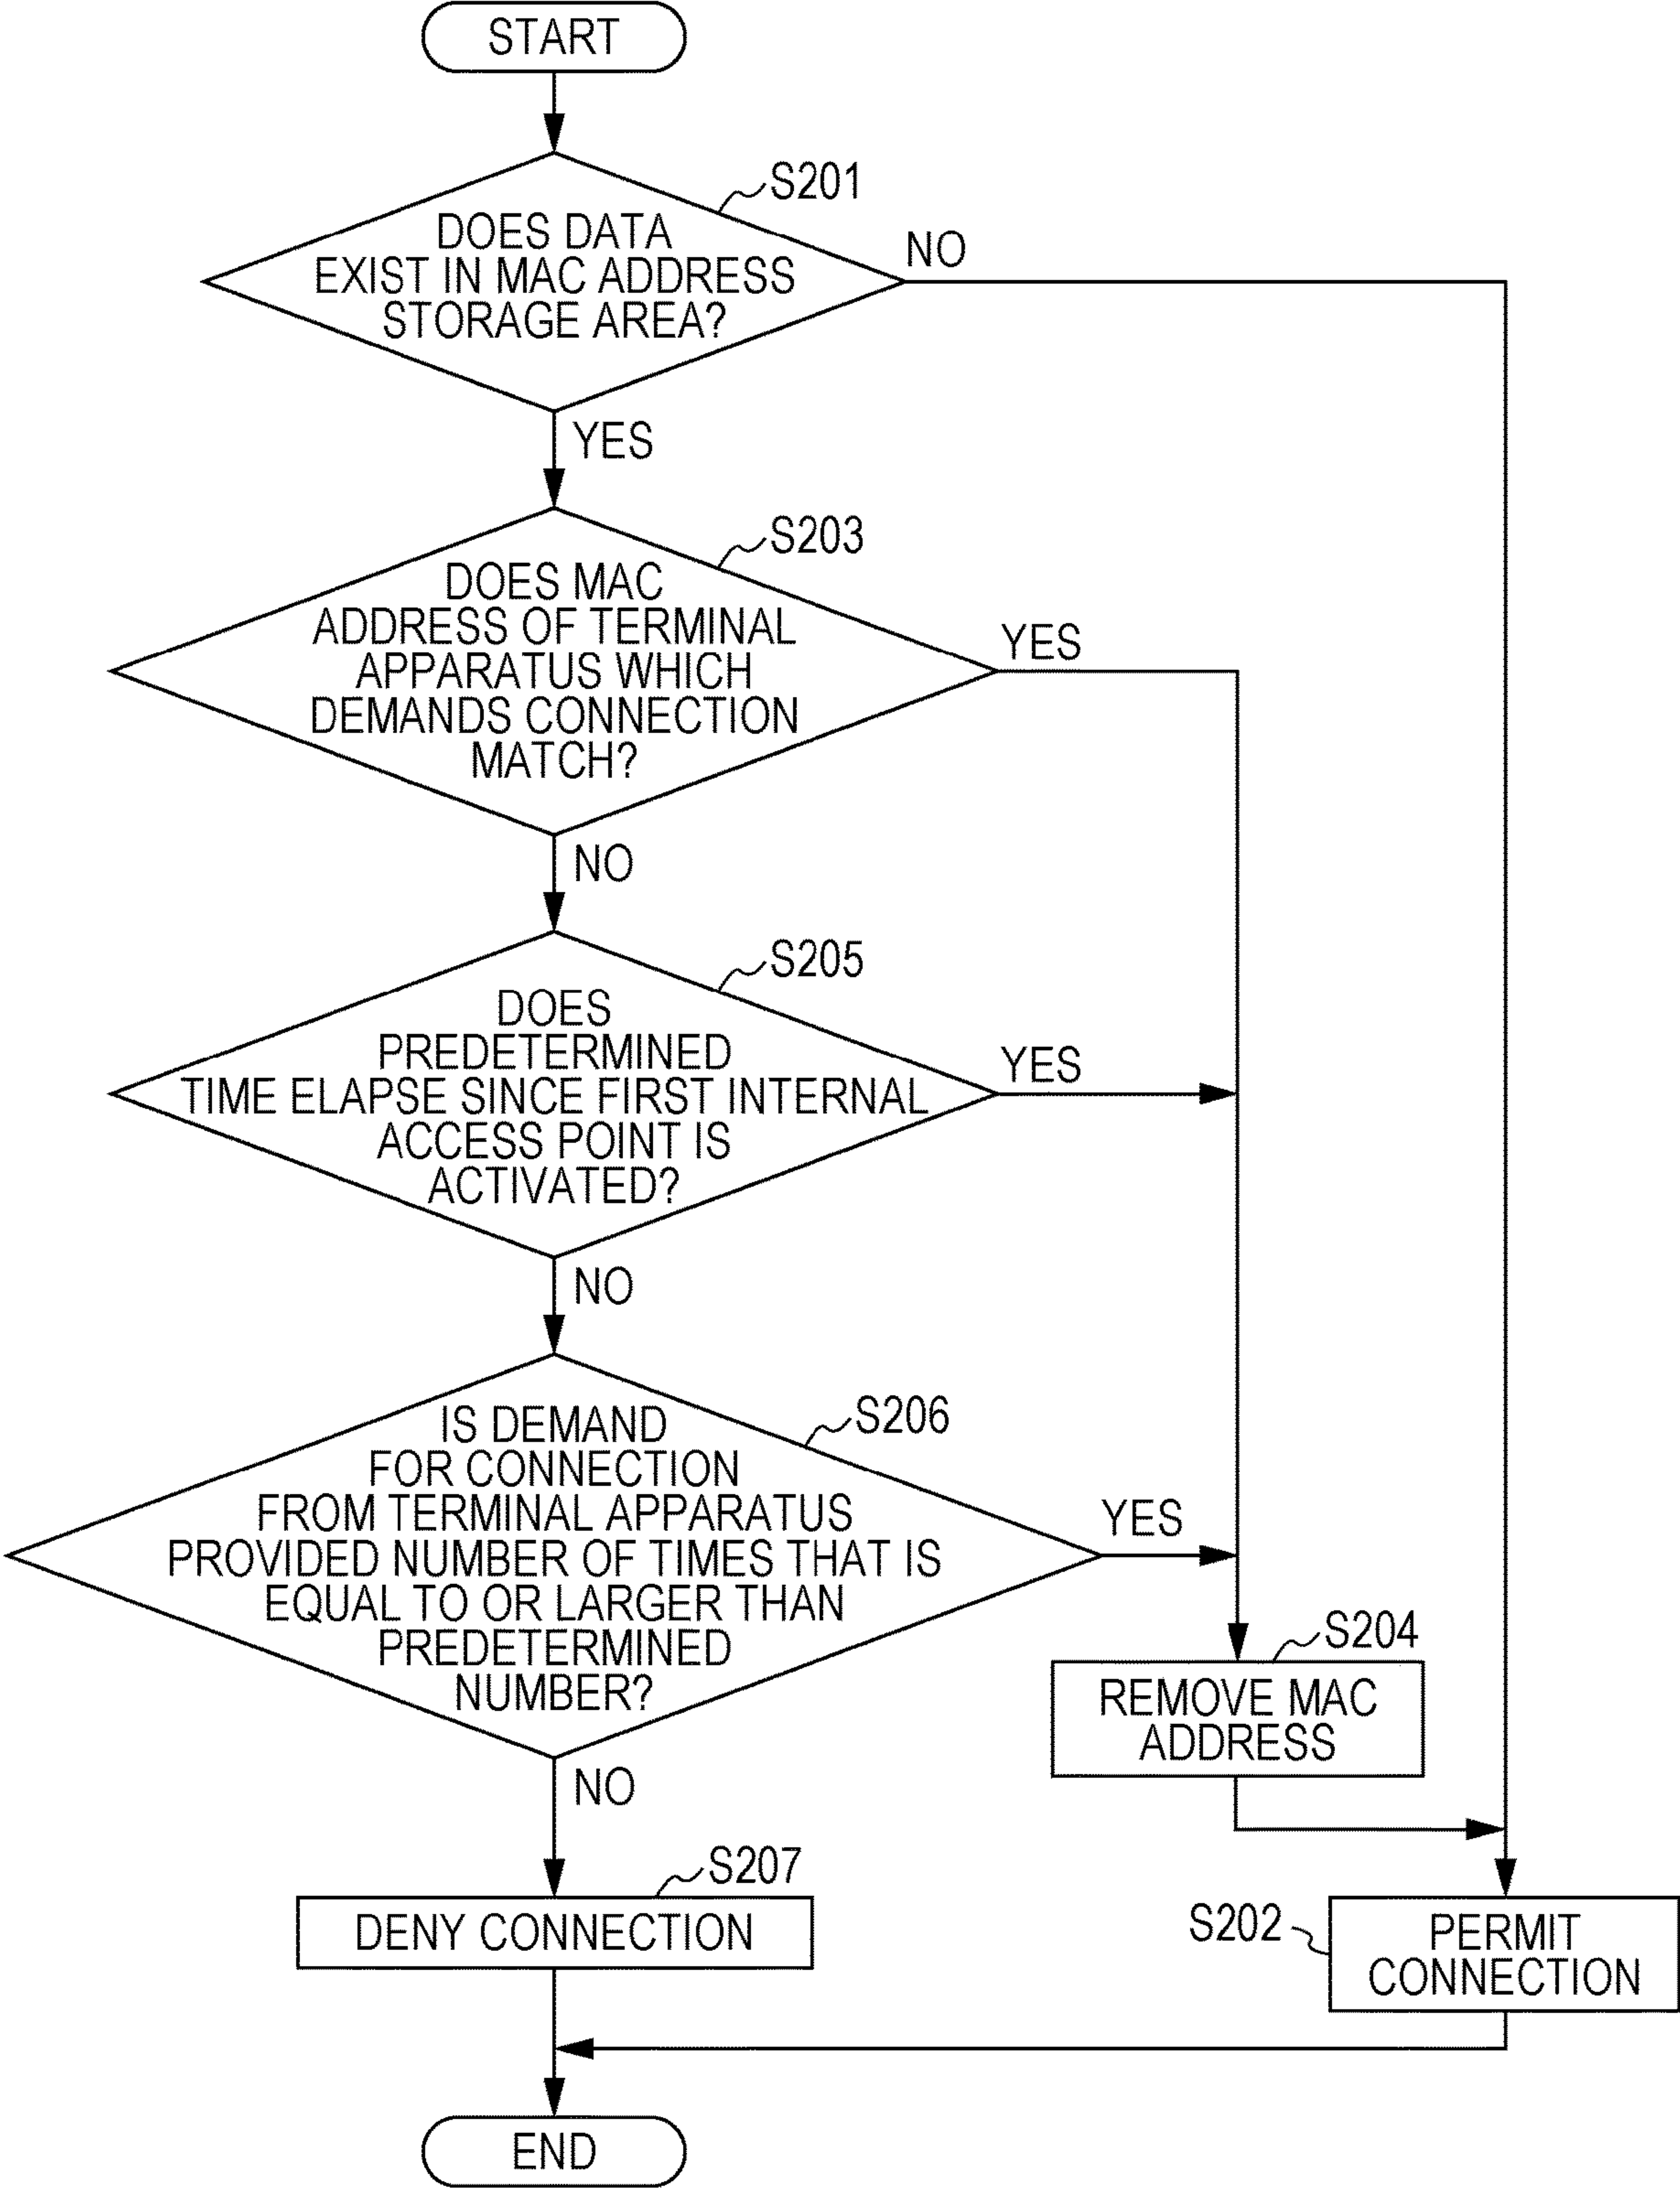 START
S201
DOES DATA
EXIST IN MAC ADDRESS
STORAGE AREA?
NO
YES
S203
DOES MAC
ADDRESS OF TERMINAL
APPARATUS WHICH
DEMANDS CONNECTION
MATCH?
YES
NO
S205
DOES
PREDETERMINED
TIME ELAPSE SINCE FIRST INTERNAL
ACCESS POINT IS
ACTIVATED?
YES
NO
S206
IS DEMAND
FOR CONNECTION
FROM TERMINAL APPARATUS
PROVIDED NUMBER OF TIMES THAT IS
EQUAL TO OR LARGER THAN
PREDETERMINED
NUMBER?
YES
S204
REMOVE MAC
ADDRESS
NO
S207
DENY CONNECTION
S202
PERMIT
CONNECTION
END